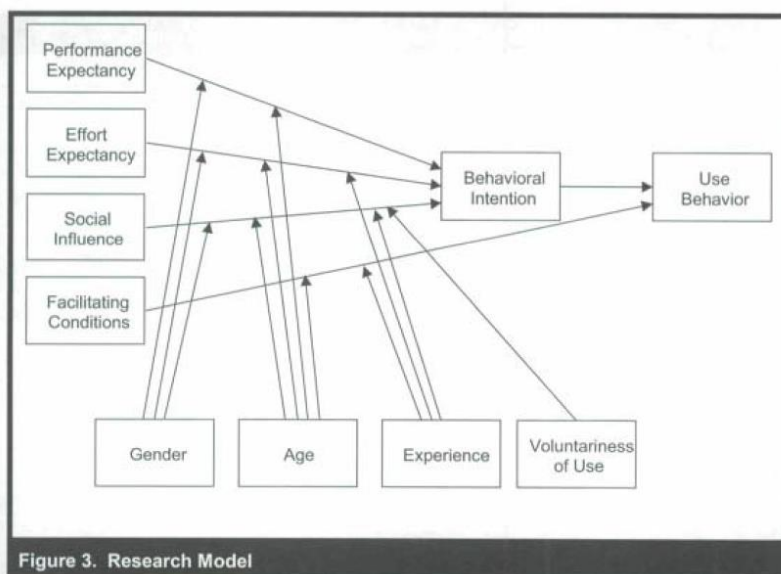 Performance
Expectancy
Effort
Expectancy
Social
Influence
Facilitating
Conditions
Behavioral
Intention
Use
Behavior
Gender
Age
Experience
Voluntariness
of Use
Figure 3. Research Model